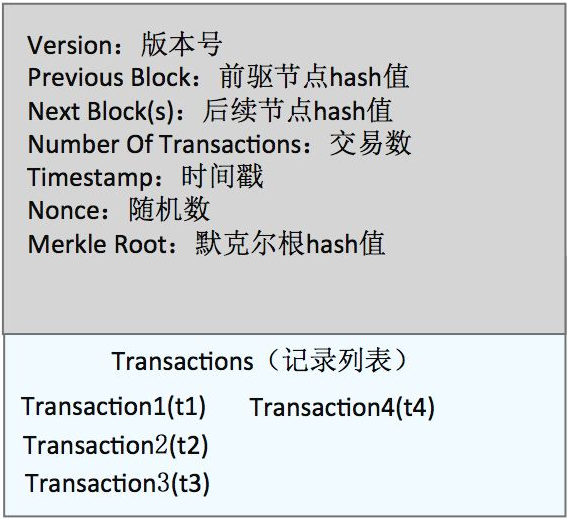 Version：版本号
Previous Block：前驱节点hash值
Next Block(s)：后续节点hash值
Number Of Transactions：交易数
Timestamp：时间戳
Nonce：随机数
Merkle Root：默克尔根hash值
Transactions（记录列表）
Transaction1(t1) Transaction4(t4)
Transaction2(t2)
Transaction3(t3)